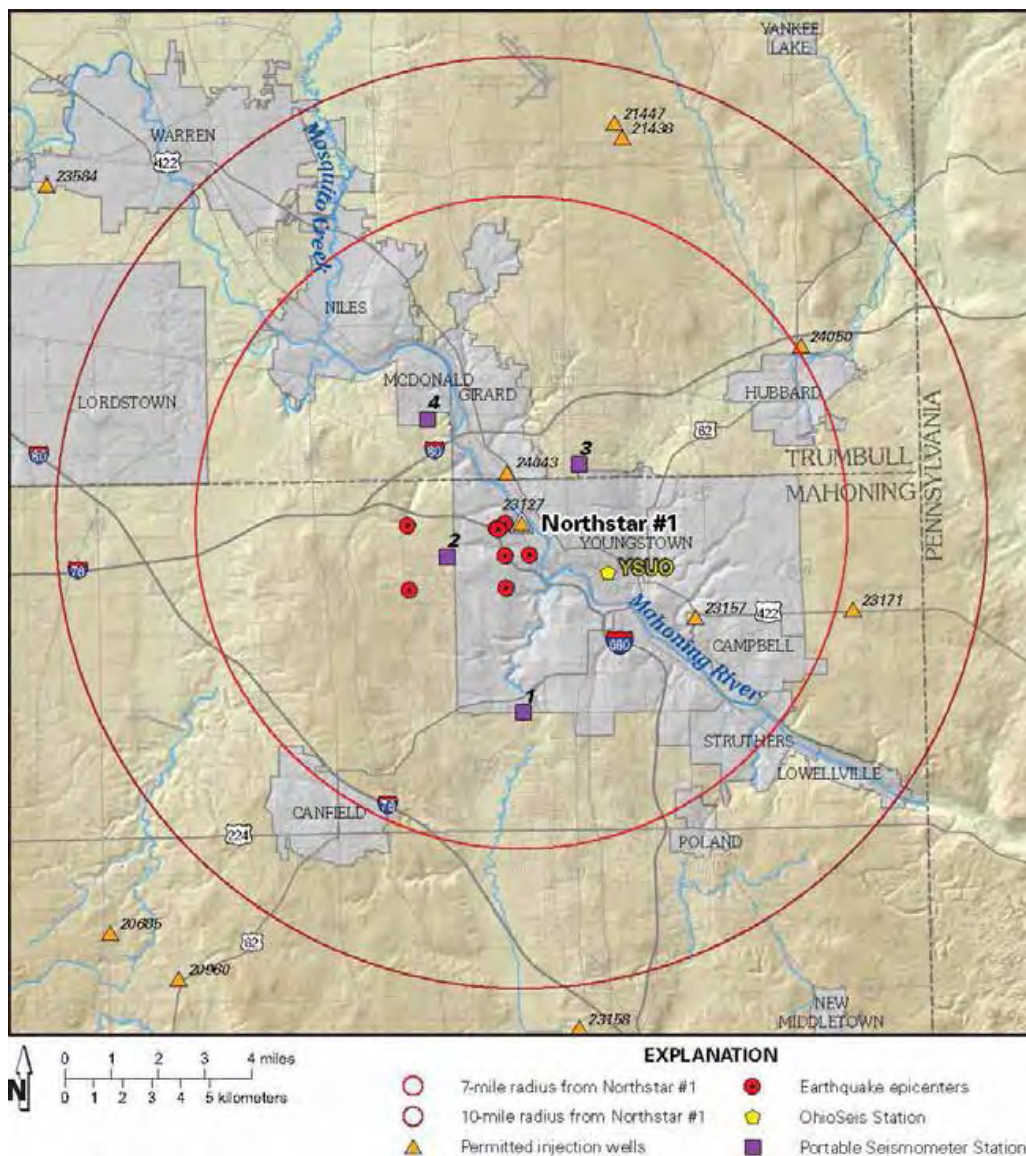 YANKEE
LAKE
21447
21438
WARREN
422
23584
Mosquito Creek
NILES
24050
MCDONALD
GIRARD
HUBBARD
LORDSTOWN
4
80
80
62
3
PENNSYLVANIA
TRUMBULL
MAHONING
23127
Northstar #1
2
YOUNGSTOWN
76
YSUO
Mahoning River
23157
422
23171
680
CAMPBELL
1
STRUTHERS
LOWELLVILLE
CANFIELD
76
224
POLAND
20685
62
20960
23158
NEW
MIDDLETOWN
N
0 1 2 3 4 miles
0 1 2 3 4 5 kilometers
EXPLANATION
7-mile radius from Northstar #1
10-mile radius from Northstar #1
Permitted injection wells
Earthquake epicenters
OhioSeis Station
Portable Seismometer Station